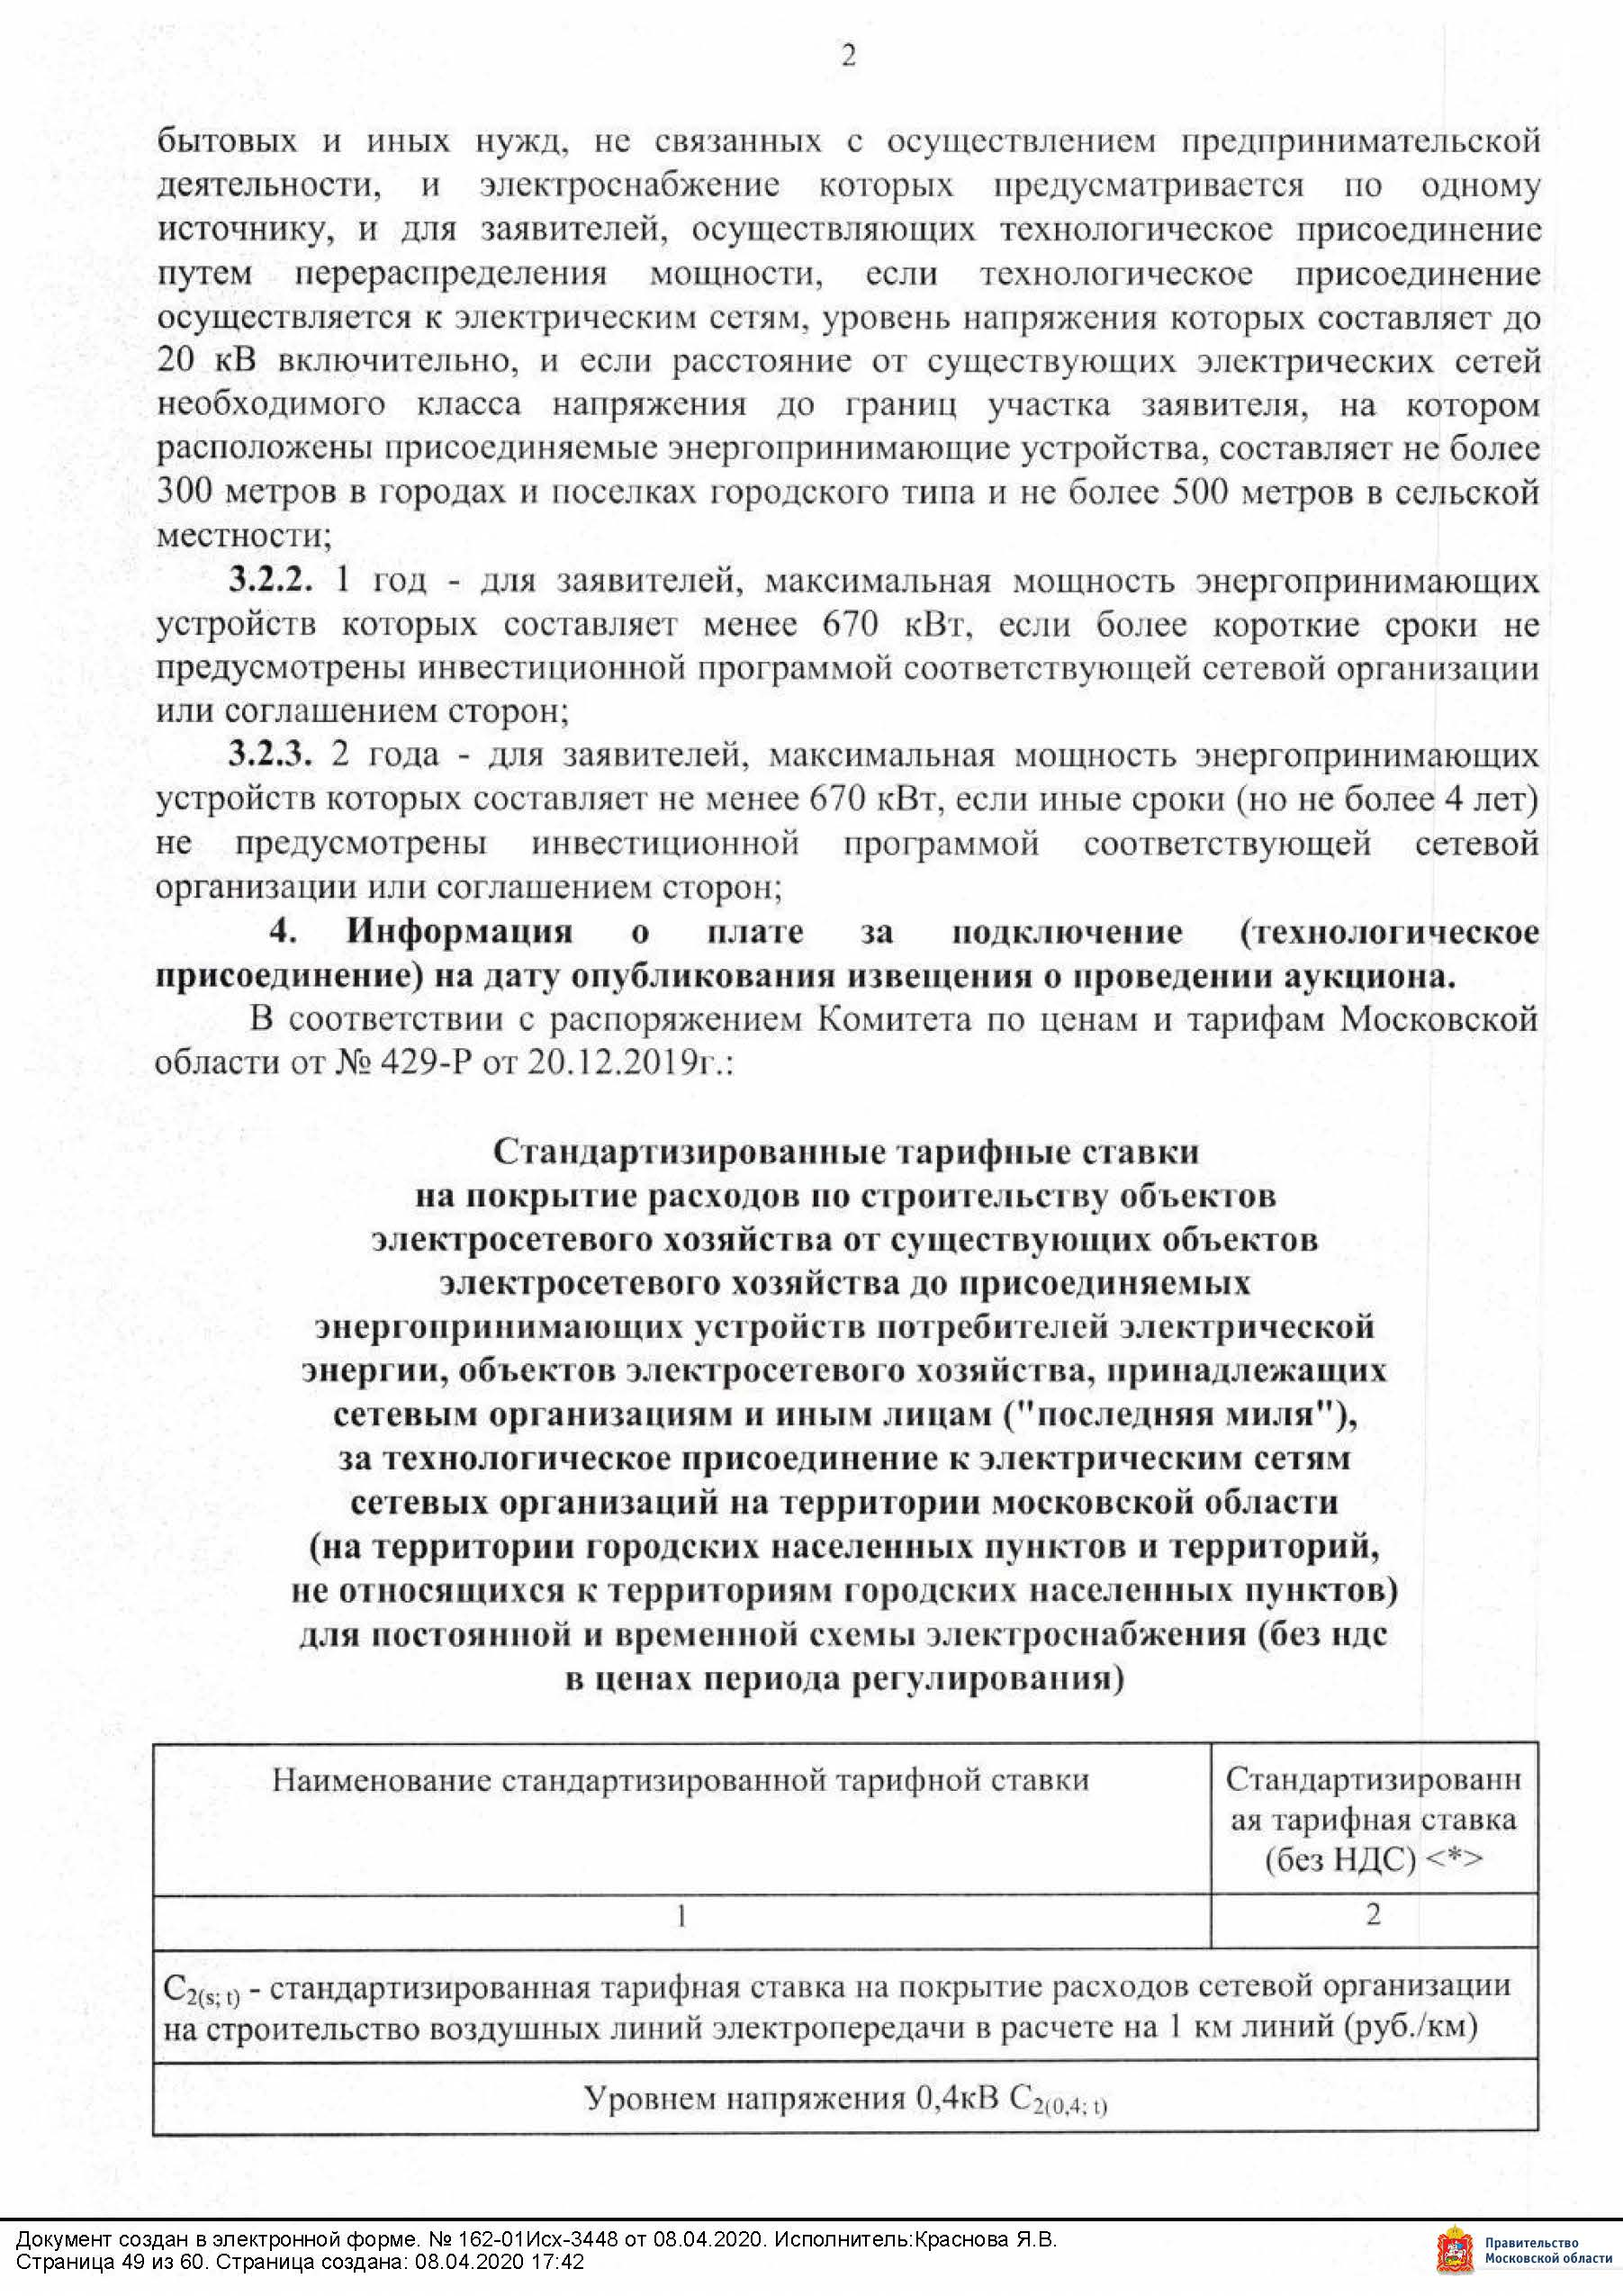 2
бытовых и иных нужд, не связанных с осуществлением предпринимательской
деятельности, и электроснабжение которых предусматривается по одному
источнику, и для заявителей, осуществляющих технологическое присоединение
путем перераспределения мощности, если технологическое присоединение
осуществляется к электрическим сетям, уровень напряжения которых составляет до
20 кВ включительно, и если расстояние от существующих электрических сетей
необходимого класса напряжения до границ участка заявителя, на котором
расположены присоединяемые энергопринимающие устройства, составляет не более
300 метров в городах и поселках городского типа и не более 500 метров в сельской
местности;
3.2.2. 1 год - для заявителей, максимальная мощность энергопринимающих
устройств которых составляет менее 670 кВт, если более короткие сроки не
предусмотрены инвестиционной программой соответствующей сетевой организации
или соглашением сторон;
3.2.3. 2 года - для заявителей, максимальная мощность энергопринимающих
устройств которых составляет не менее 670 кВт, если иные сроки (но не более 4 лет)
не предусмотрены инвестиционной программой соответствующей сетевой
организации или соглашением сторон;
4. Информация о плате за подключение (технологическое
присоединение) на дату опубликования извещения о проведении аукциона.
В соответствии с распоряжением Комитета по ценам и тарифам Московской
области от № 429-Р от 20.12.2019г.:
Стандартизированные тарифные ставки
на покрытие расходов по строительству объектов
электросетевого хозяйства от существующих объектов
электросетевого хозяйства до присоединяемых
энергопринимающих устройств потребителей электрической
энергии, объектов электросетевого хозяйства, принадлежащих
сетевым организациям и иным лицам ("последняя миля"),
за технологическое присоединение к электрическим сетям
сетевых организаций на территории московской области
(на территории городских населенных пунктов и территорий,
не относящихся к территориям городских населенных пунктов)
для постоянной и временной схемы электроснабжения (без ндс
в ценах периода регулирования)
Наименование стандартизированной тарифной ставки
Стандартизированн
ая тарифная ставка
(без НДС) <*>
1
2
С2(s; t) - стандартизированная тарифная ставка на покрытие расходов сетевой организации
на строительство воздушных линий электропередачи в расчете на 1 км линий (руб./км)
Уровнем напряжения 0,4кВ С2(0,4; t)
Документ создан в электронной форме. № 162-01Исх-3448 от 08.04.2020. Исполнитель:Краснова Я.В.
Страница 49 из 60. Страница создана: 08.04.2020 17:42
Правительство
Московской области